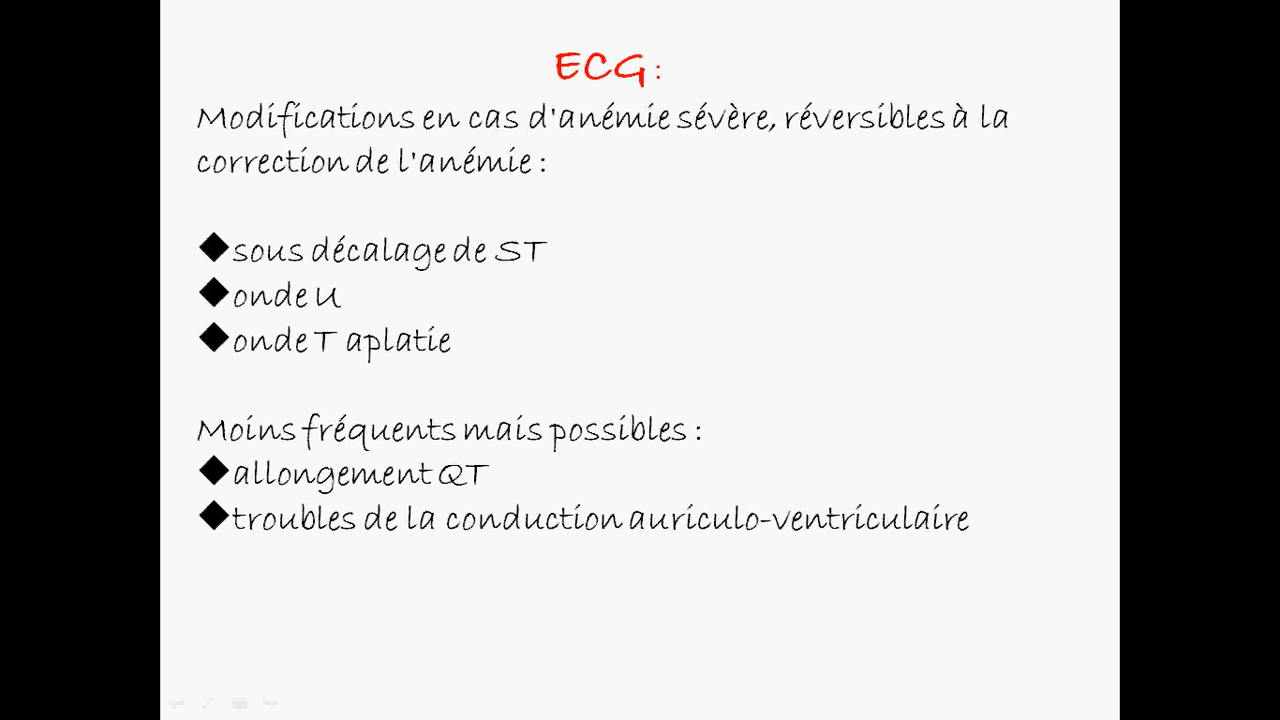 ECG :
Modifications en cas d'anémie sévère, réversibles à la
correction de l'anémie :
◆sous décalage de ST
◆onde U
◆onde T aplatie
Moins fréquents mais possibles :
◆allongement QT
◆troubles de la conduction auriculo-ventriculaire